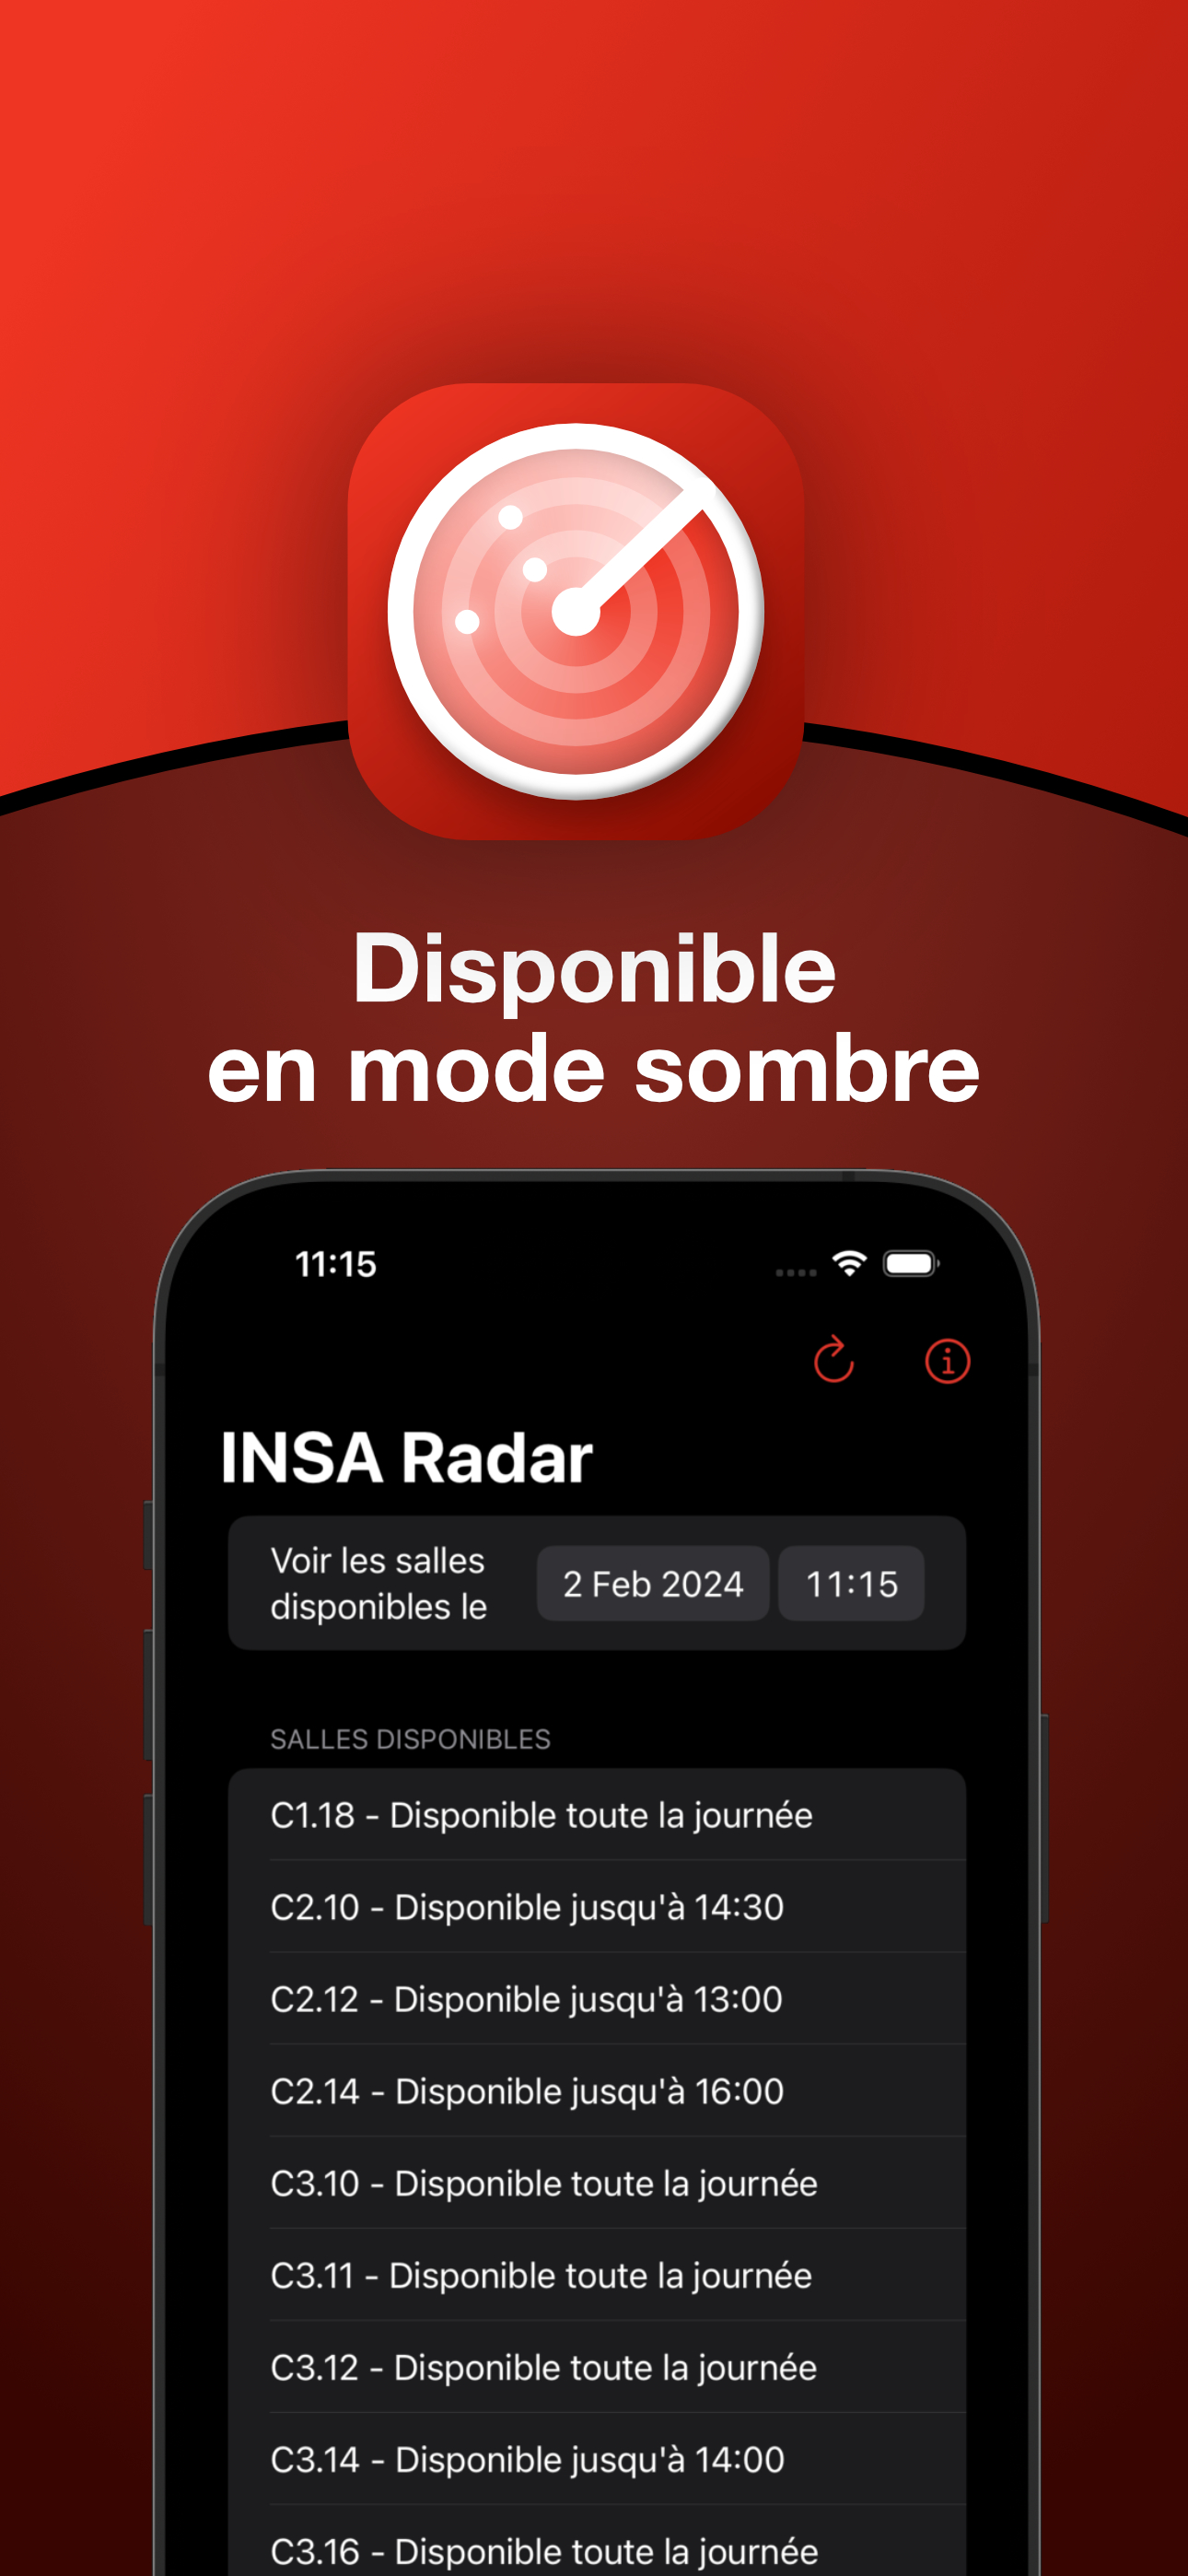 Disponible
en mode sombre
11:15
INSA Radar
Voir les salles
disponibles le
2 Feb 2024
11:15
SALLES DISPONIBLES
C1.18 - Disponible toute la journée
C2.10 - Disponible jusqu'à 14:30
C2.12 - Disponible jusqu'à 13:00
C2.14 - Disponible jusqu'à 16:00
C3.10 - Disponible toute la journée
C3.11 - Disponible toute la journée
C3.12 - Disponible toute la journée
C3.14 - Disponible jusqu'à 14:00
C3.16 - Disponible toute la journée